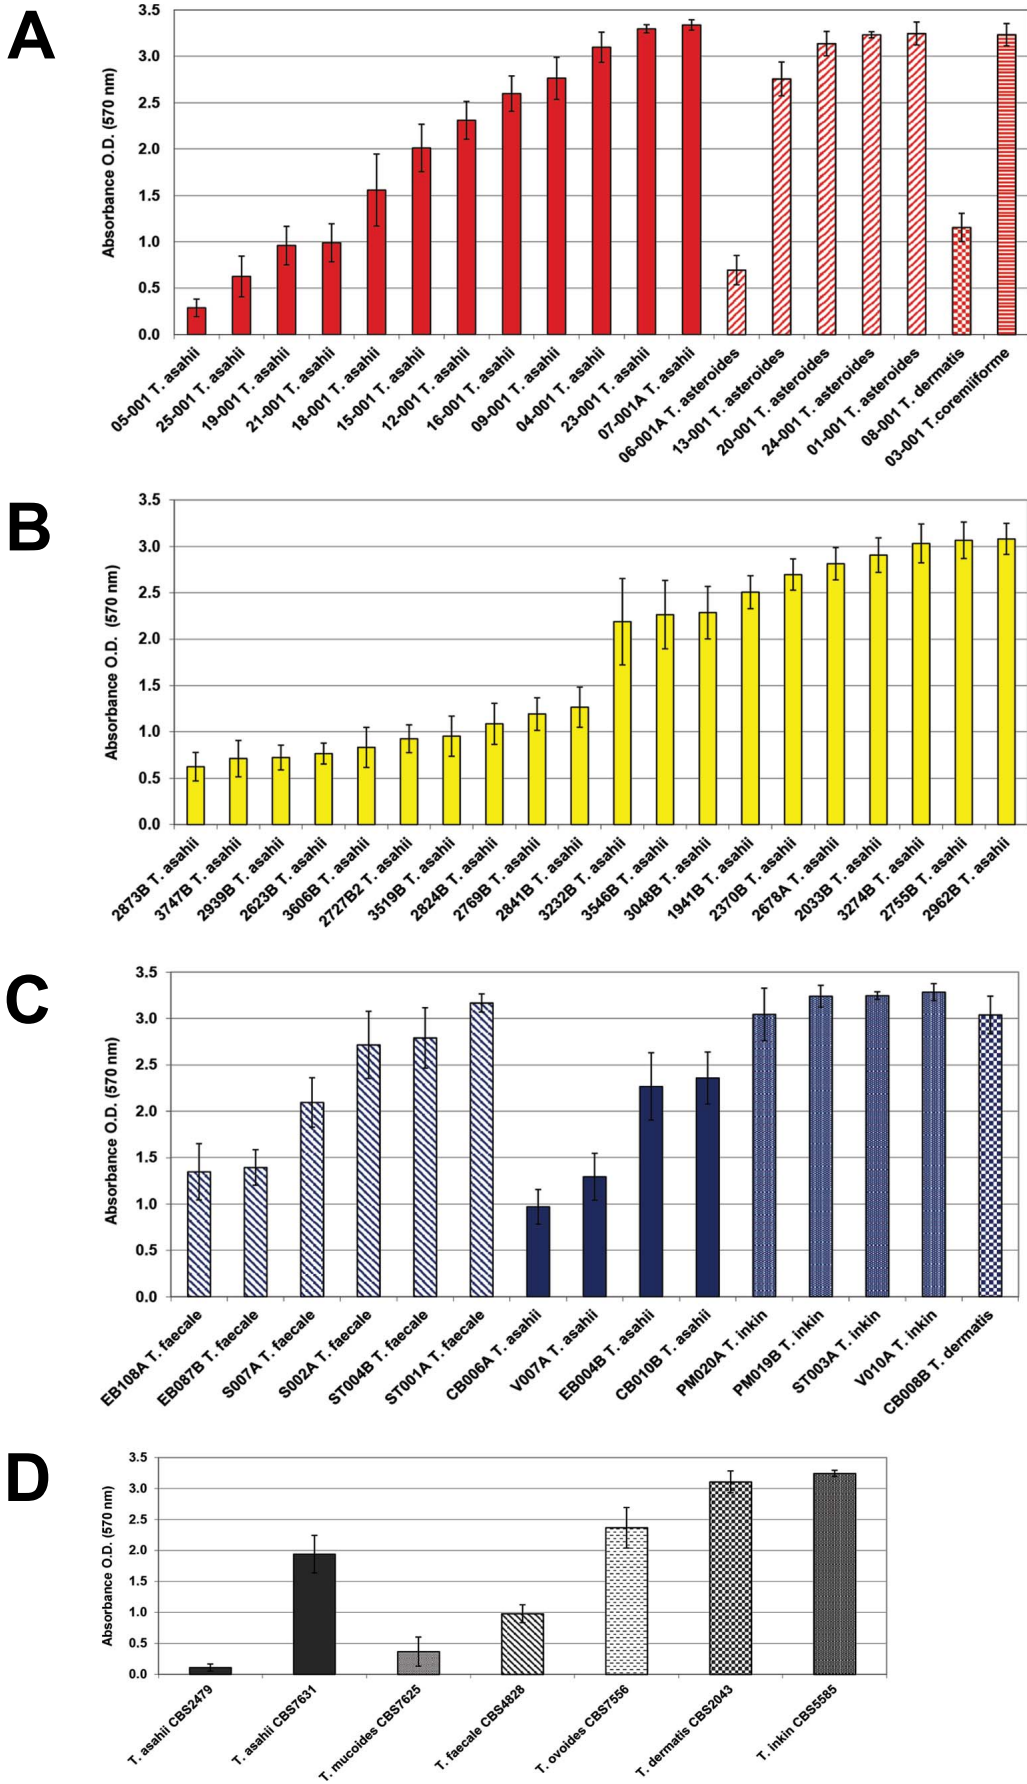 A
Absorbance O.D. (570 nm)
3.5
3.0
2.5
2.0
1.5
1.0
0.5
0.0
05-001 T. asahii
25-001 T. asahii
19-001 T. asahii
21-001 T. asahii
18-001 T. asahii
15-001 T. asahii
12-001 T. asahii
16-001 T. asahii
09-001 T. asahii
04-001 T. asahii
23-001 T. asahii
07-001A T. asahii
06-001A T. asteroides
13-001 T. asteroides
20-001 T. asteroides
24-001 T. asteroides
01-001 T. asteroides
08-001 T. dermatis
03-001 T.coremiiforme
B
Absorbance O.D. (570 nm)
3.5
3.0
2.5
2.0
1.5
1.0
0.5
0.0
2873B T. asahii
3747B T. asahii
2939B T. asahii
2623B T. asahii
3606B T. asahii
2727B2 T. asahii
3519B T. asahii
2824B T. asahii
2769B T. asahii
2841B T. asahii
3232B T. asahii
3546B T. asahii
3048B T. asahii
1941B T. asahii
2370B T. asahii
2678A T. asahii
2033B T. asahii
3274B T. asahii
2755B T. asahii
2962B T. asahii
C
Absorbance O.D. (570 nm)
3.5
3.0
2.5
2.0
1.5
1.0
0.5
0.0
EB108A T. faecale
EB087B T. faecale
S007A T. faecale
S002A T. faecale
ST004B T. faecale
ST001A T. faecale
CB006A T. asahii
V007A T. asahii
EB004B T. asahii
CB010B T. asahii
PM020A T. inkin
PM019B T. inkin
ST003A T. inkin
V010A T. inkin
CB008B T. dermatis
D
Absorbance O.D. (570 nm)
3.5
3.0
2.5
2.0
1.5
1.0
0.5
0.0
T. asahii CBS2479
T. asahii CBS7631
T. mucoides CBS7625
T. faecale CBS4828
T. ovoides CBS7556
T. dermatis CBS2043
T. inkin CBS5585